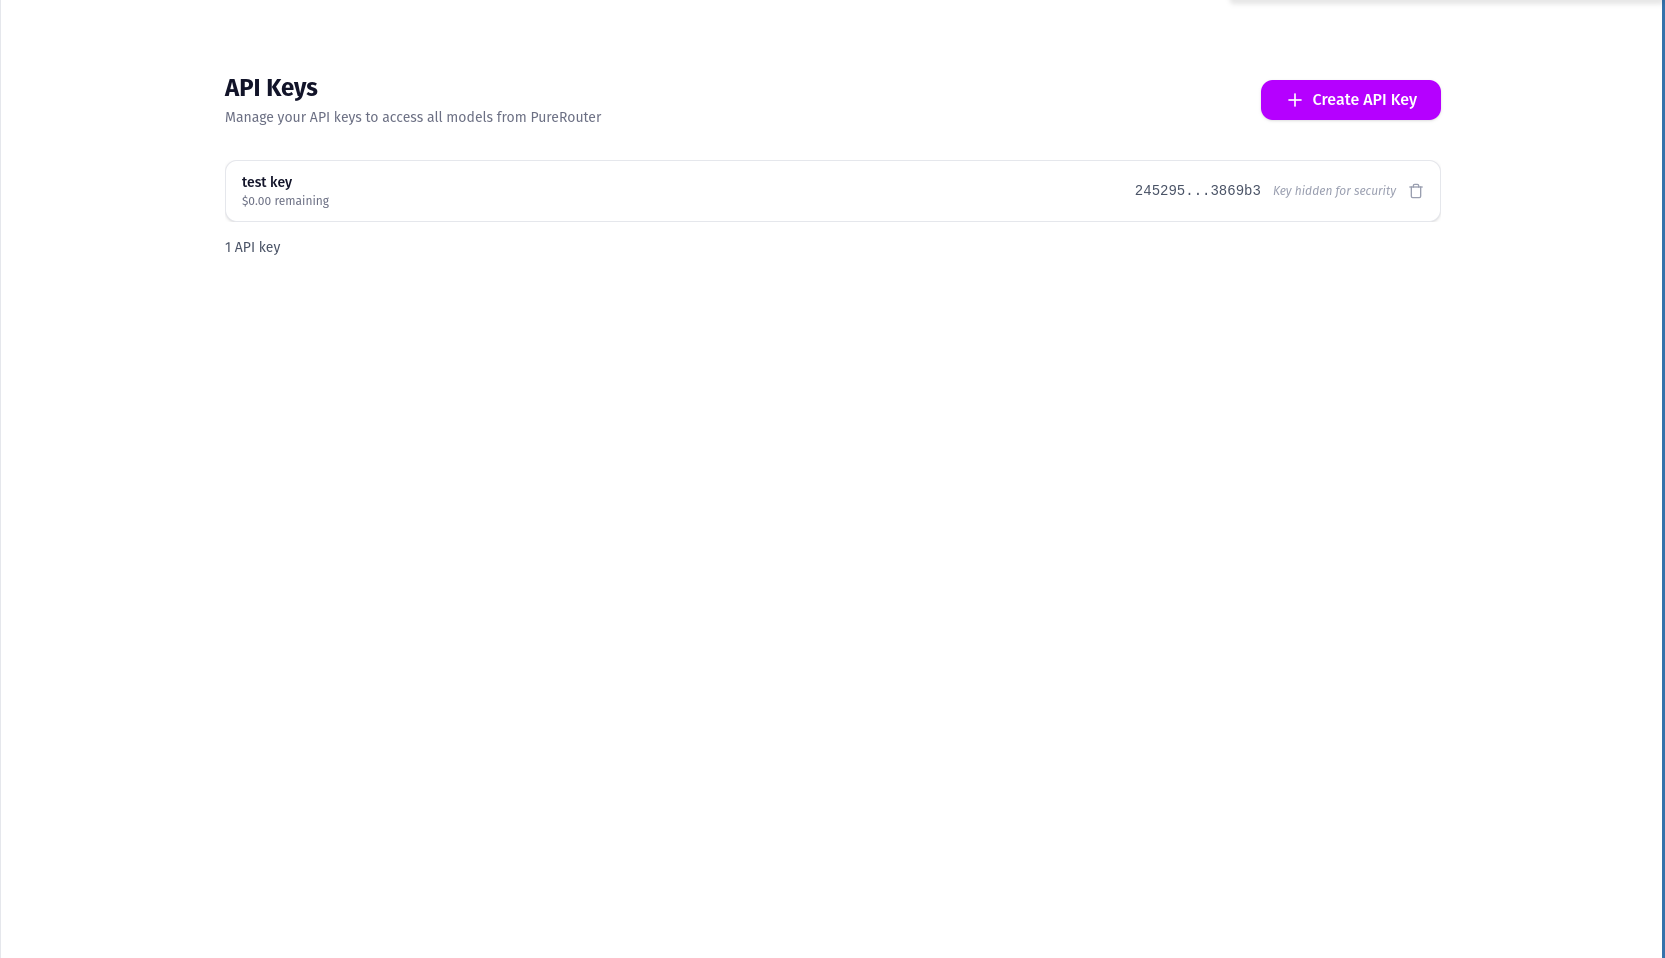 API Keys
Manage your API keys to access all models from PureRouter
Create API Key
test key
$0.00 remaining
245295...3869b3 Key hidden for security
1 API key